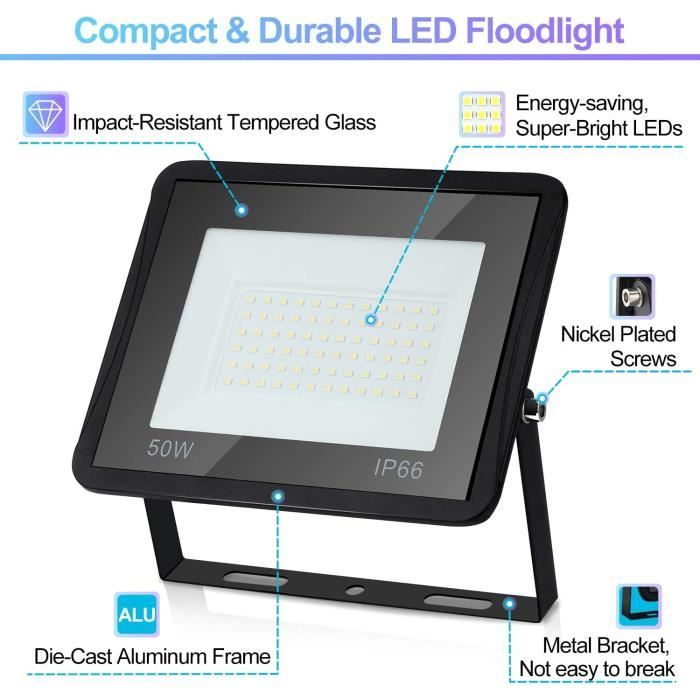 Compact & Durable LED Floodlight
Impact-Resistant Tempered Glass
Energy-saving,
Super-Bright LEDs
Nickel Plated
Screws
50W
IP66
ALU
Die-Cast Aluminum Frame
Metal Bracket,
Not easy to break